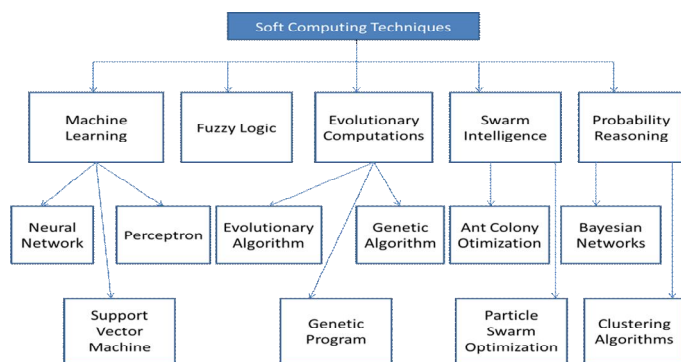 Soft Computing Techniques
Machine
Learning
Fuzzy Logic
Evolutionary
Computations
Swarm
Intelligence
Probability
Reasoning
Neural
Network
Perceptron
Evolutionary
Algorithm
Genetic
Algorithm
Ant Colony
Otimization
Bayesian
Networks
Support
Vector
Machine
Genetic
Program
Particle
Swarm
Optimization
Clustering
Algorithms